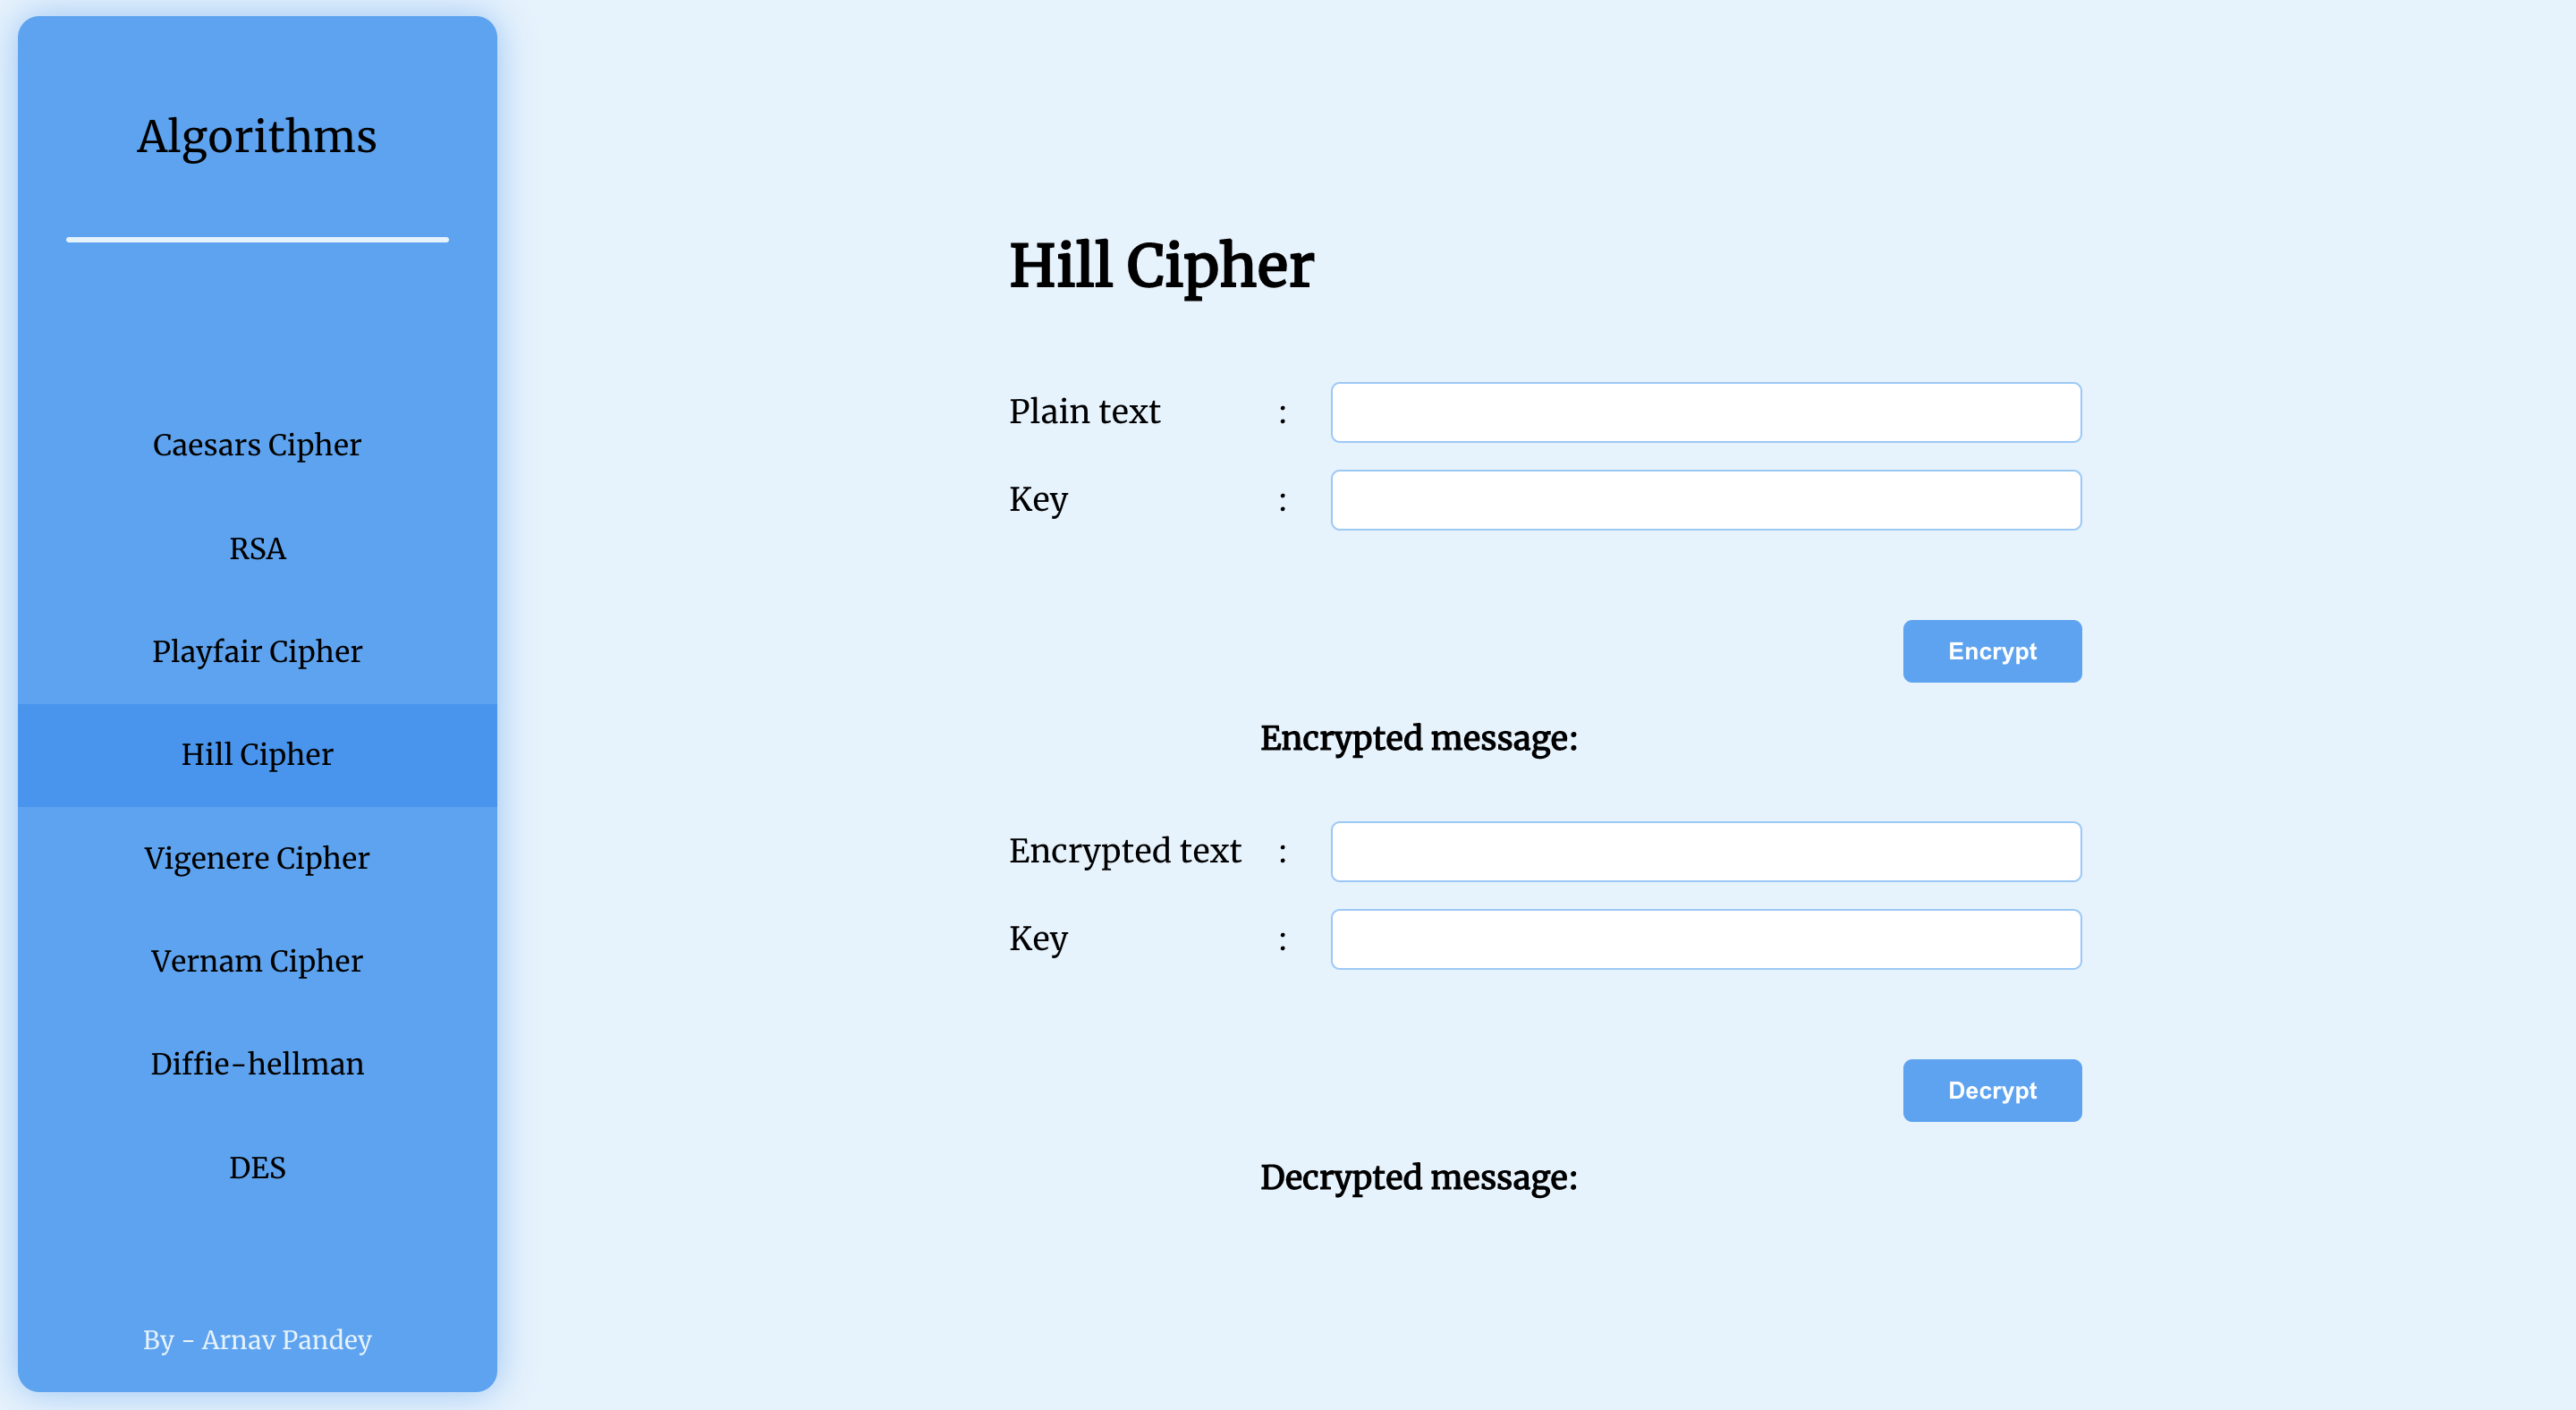 Algorithms
Caesars Cipher
RSA
Playfair Cipher
Hill Cipher
Vigenere Cipher
Vernam Cipher
Diffie-hellman
DES
By - Arnav Pandey
Hill Cipher
Plain text :
Key :
Encrypt
Encrypted message:
Encrypted text :
Key :
Decrypt
Decrypted message: